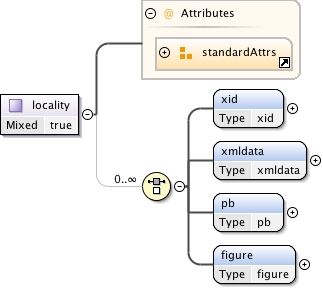 @ Attributes
standardAttrs
locality
Mixed true
0..∞
xid
Type xid
xmldata
Type xmldata
pb
Type pb
figure
Type figure